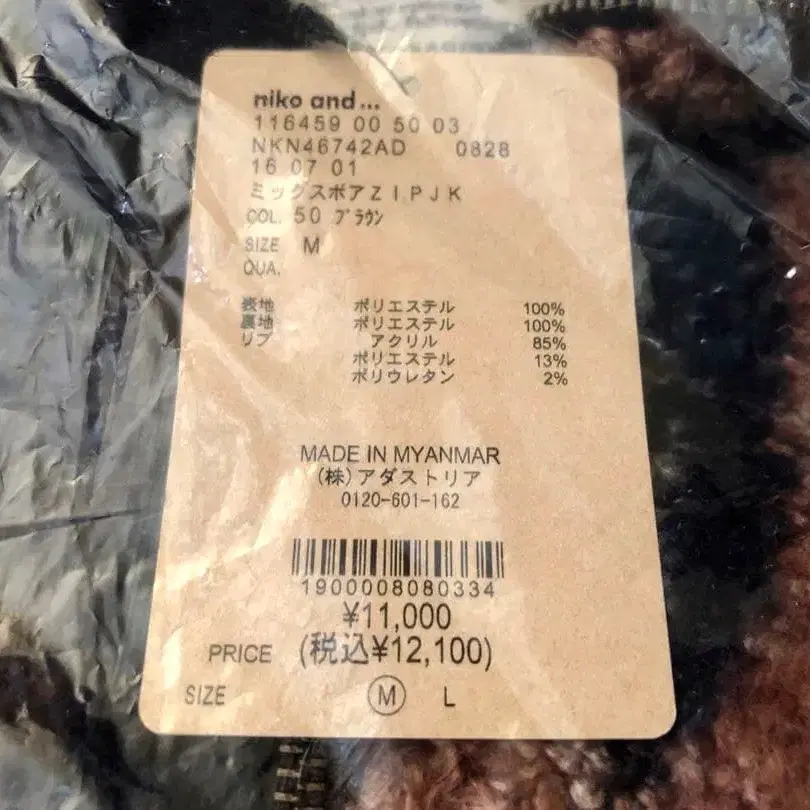 niko and ...
116459 00 50 03
NKN46742AD 0828
16 07 01
ミッグスボアZIPJK
COL. 50 ブラウン
SIZE M
QUA.
表地 ポリエステル 100%
裏地 ポリエステル 100%
リブ アクリル 85%
ポリエステル 13%
ポリウレタン 2%
MADE IN MYANMAR
(株)アダストリア
0120-601-162
1900008080334
¥11,000
PRICE (税込¥12,100)
SIZE M L